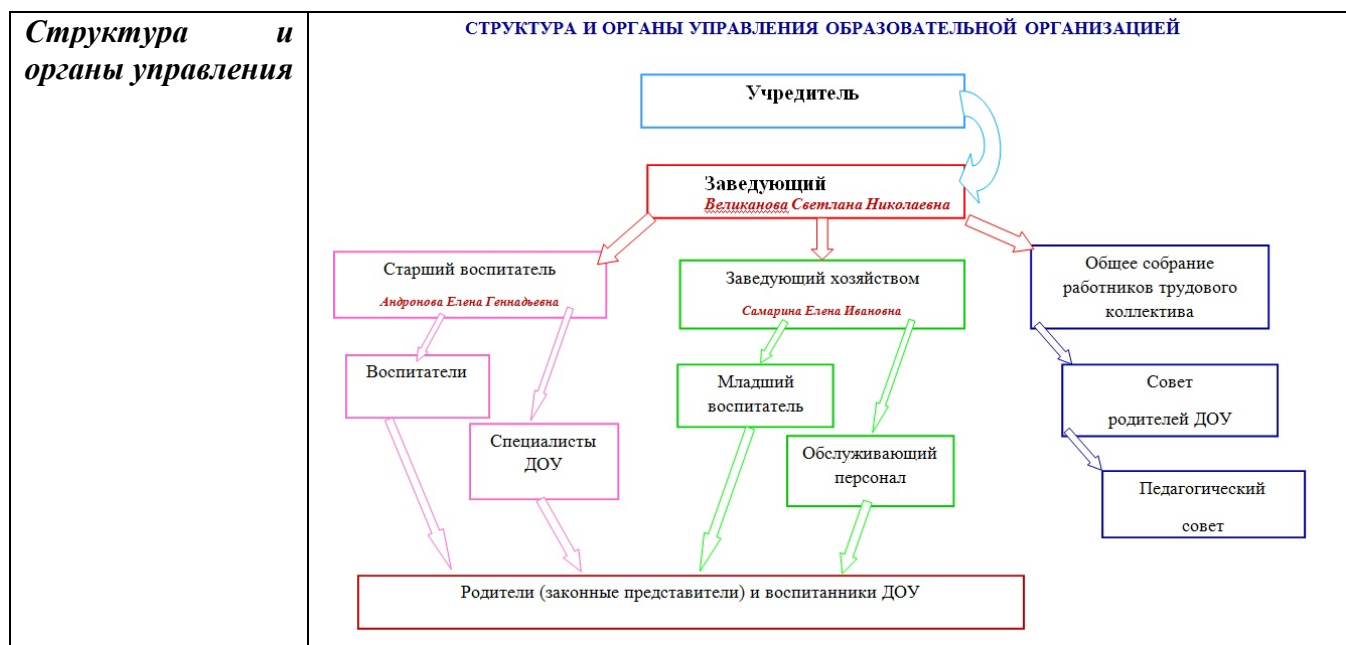 Структура и
органы управления
СТРУКТУРА И ОРГАНЫ УПРАВЛЕНИЯ ОБРАЗОВАТЕЛЬНОЙ ОРГАНИЗАЦИЕЙ
Учредитель
Заведующий
Великанова Светлана Николаевна
Старший воспитатель
Андронова Елена Геннадьевна
Заведующий хозяйством
Самарина Елена Ивановна
Общее собрание
работников трудового
коллектива
Воспитатели
Специалисты
ДОУ
Младший
воспитатель
Обслуживающий
персонал
Совет
родителей ДОУ
Педагогический
совет
Родители (законные представители) и воспитанники ДОУ